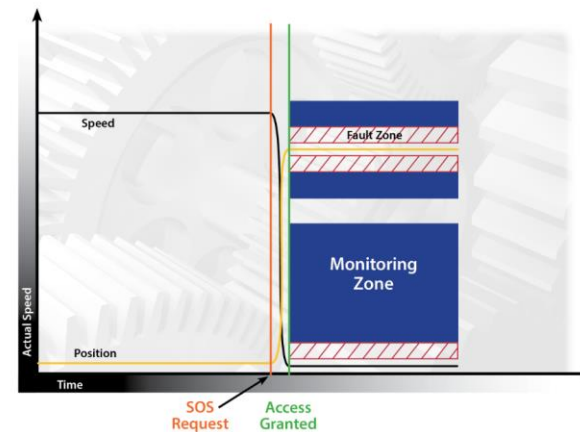 Speed
Fault Zone
Monitoring
Zone
Position
Actual Speed
Time
SOS
Request
Access
Granted